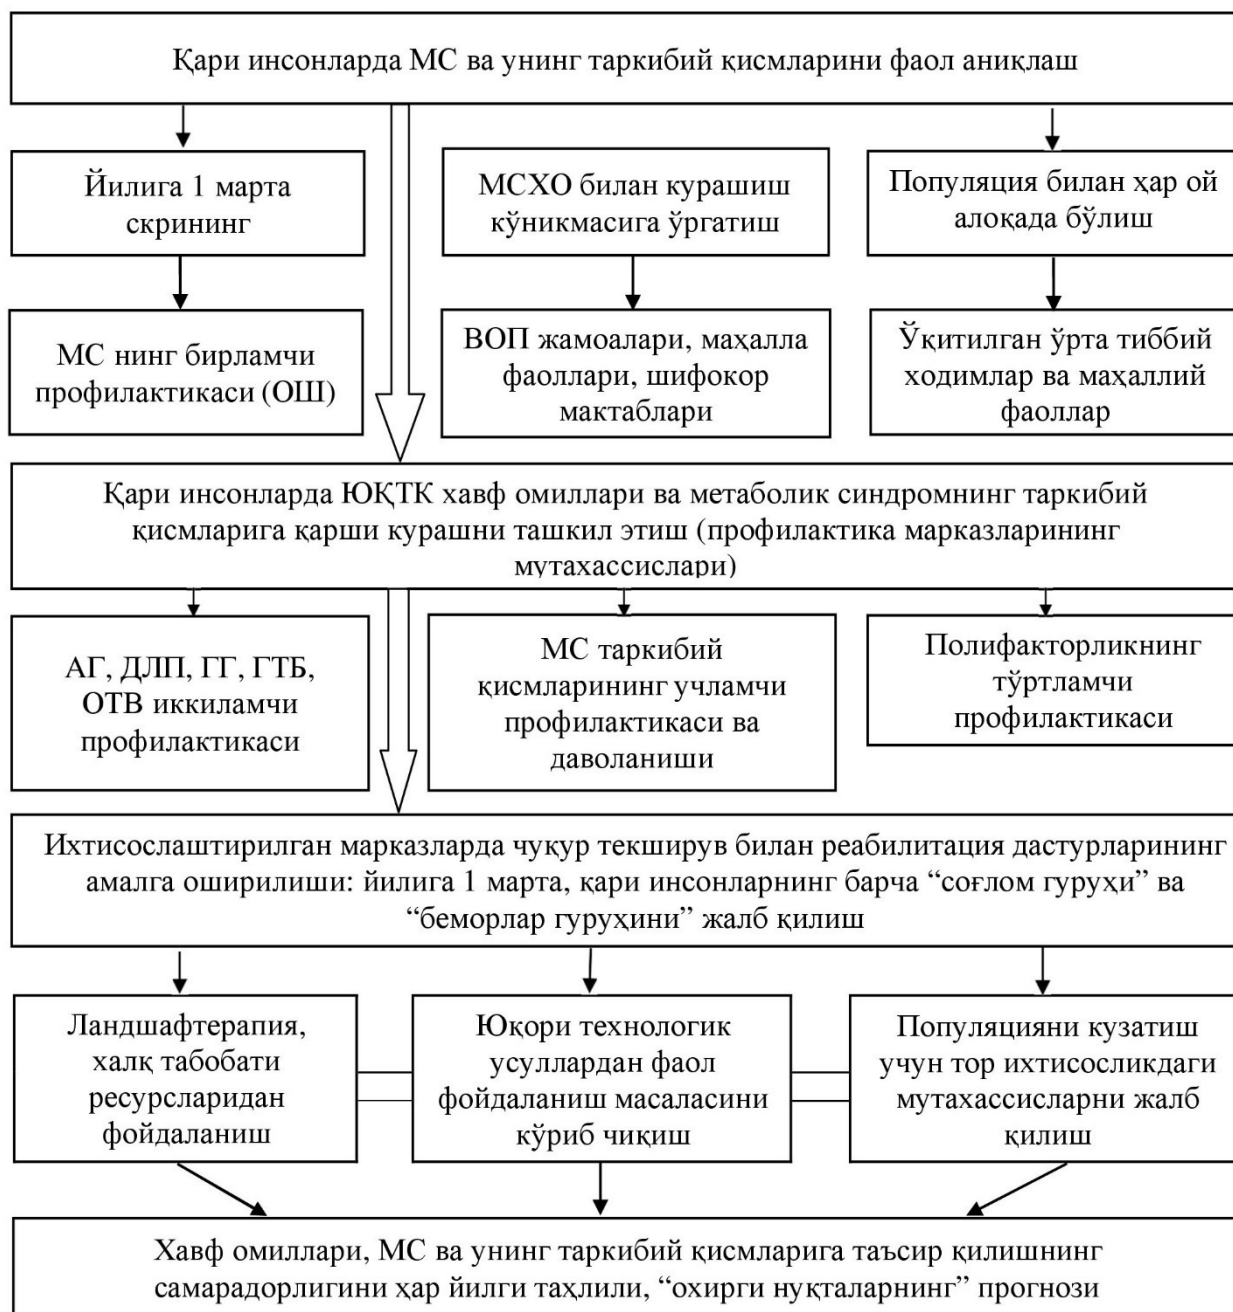 Қари инсонларда МС ва унинг таркибий қисмларини фаол аниқлаш
Йилига 1 марта
скрининг
МСХО билан курашиш
кўникмасига ўргатиш
Популяция билан ҳар ой
алоқада бўлиш
МС нинг бирламчи
профилактикаси (ОШ)
ВОП жамоалари, маҳалла
фаоллари, шифокор
мактаблари
Ўқитилган ўрта тиббий
ходимлар ва маҳаллий
фаоллар
Қари инсонларда ЮҚТК хавф омиллари ва метаболик синдромнинг таркибий
қисмларига қарши курашни ташкил этиш (профилактика марказларининг
мутахассислари)
АГ, ДЛП, ГГ, ГТБ,
ОТВ иккиламчи
профилактикаси
МС таркибий
қисмларининг учламчи
профилактикаси ва
даволаниши
Полифакторликнинг
тўртламчи
профилактикаси
Ихтисослаштирилган марказларда чуқур текширув билан реабилитация дастурларининг
амалга оширилиши: йилига 1 марта, қари инсонларнинг барча “соғлом гуруҳи” ва
“беморлар гуруҳини” жалб қилиш
Ландшафтерапия,
халқ табобати
ресурсларидан
фойдаланиш
Юқори технологик
усуллардан фаол
фойдаланиш масаласини
кўриб чиқиш
Популяцияни кузатиш
учун тор ихтисосликдаги
мутахассисларни жалб
қилиш
Хавф омиллари, МС ва унинг таркибий қисмларига таъсир қилишнинг
самарадорлигини ҳар йилги таҳлили, “охирги нуқталарнинг” прогнози